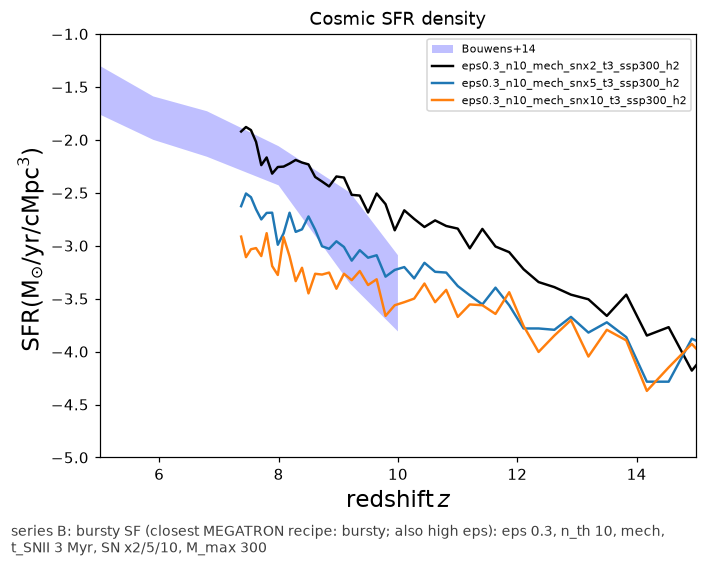 Cosmic SFR density
−1.0
−1.5
−2.0
−2.5
−3.0
−3.5
−4.0
−4.5
−5.0
SFR(M⊙/yr/cMpc³)
Bouwens+14
eps0.3_n10_mech_snx2_t3_ssp300_h2
eps0.3_n10_mech_snx5_t3_ssp300_h2
eps0.3_n10_mech_snx10_t3_ssp300_h2
6 8 10 12 14
redshift z
series B: bursty SF (closest MEGATRON recipe: bursty; also high eps): eps 0.3, n_th 10, mech,
t_SNII 3 Myr, SN x2/5/10, M_max 300